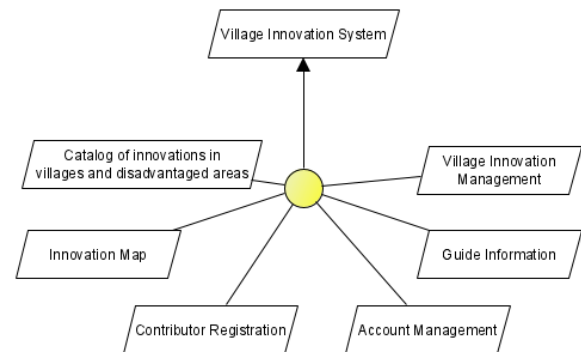 Village Innovation System
Catalog of innovations in
villages and disadvantaged areas
Village Innovation
Management
Innovation Map
Guide Information
Contributor Registration
Account Management